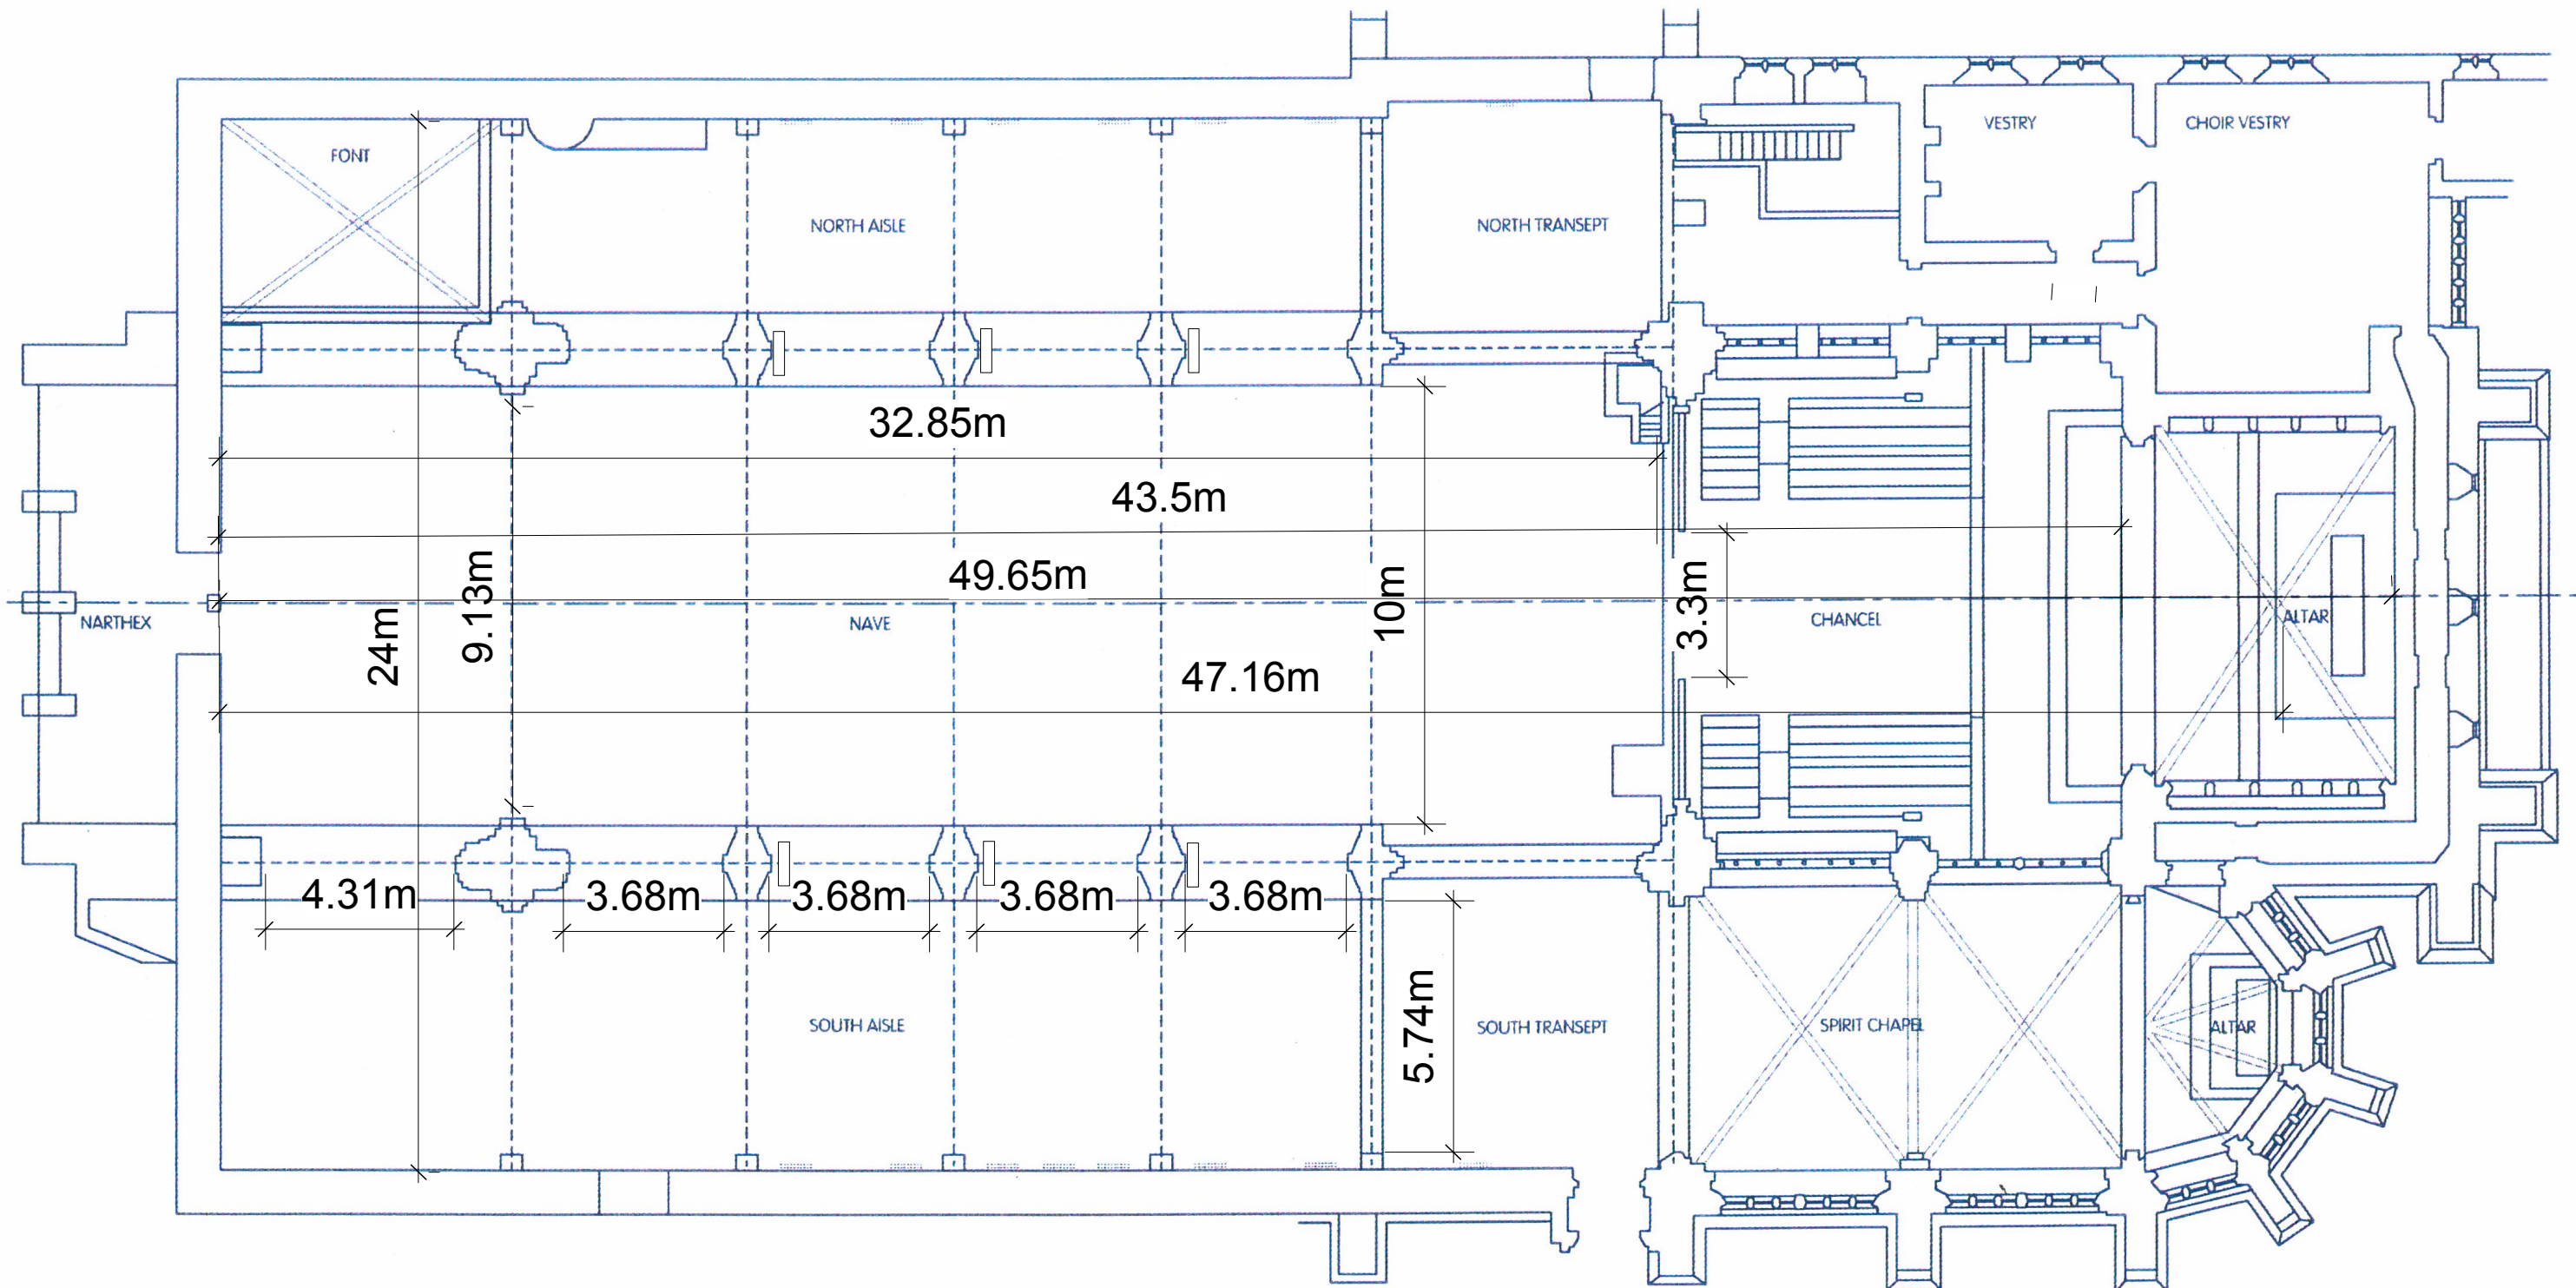 VESTRY
CHOIR VESTRY
FONT
NORTH AISLE
NORTH TRANSEPT
32.85m
43.5m
49.65m
24m
9.13m
10m
3.3m
NARTHEX
NAVE
CHANCEL
ALTAR
47.16m
4.31m
3.68m
3.68m
3.68m
3.68m
5.74m
SOUTH AISLE
SOUTH TRANSEPT
SPIRIT CHAPEL
ALTAR